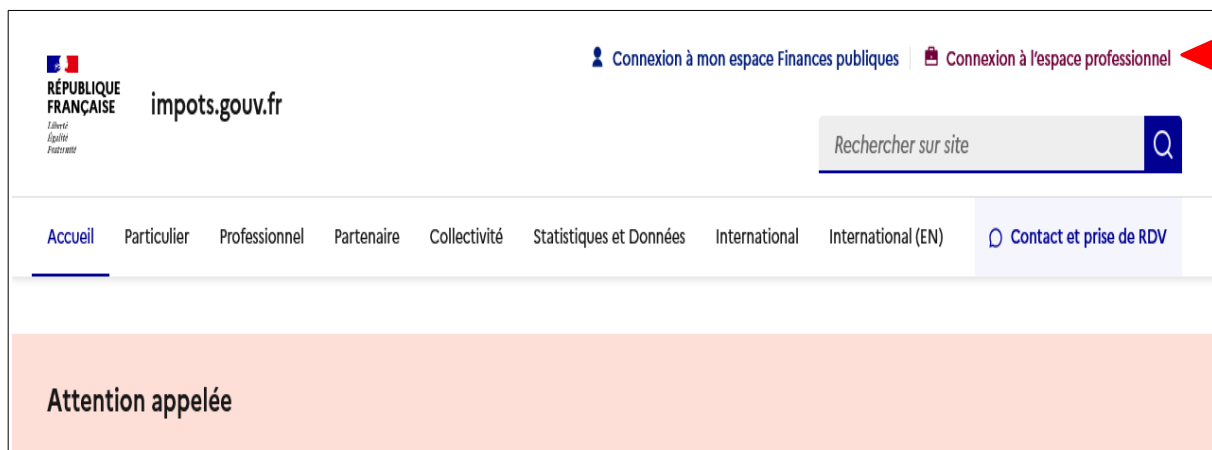 Connexion à mon espace Finances publiques
Connexion à l'espace professionnel
RÉPUBLIQUE
FRANÇAISE
Liberté
Égalité
Fraternité
impots.gouv.fr
Rechercher sur site
Accueil Particulier Professionnel Partenaire Collectivité Statistiques et Données International International (EN) Contact et prise de RDV
Attention appelée